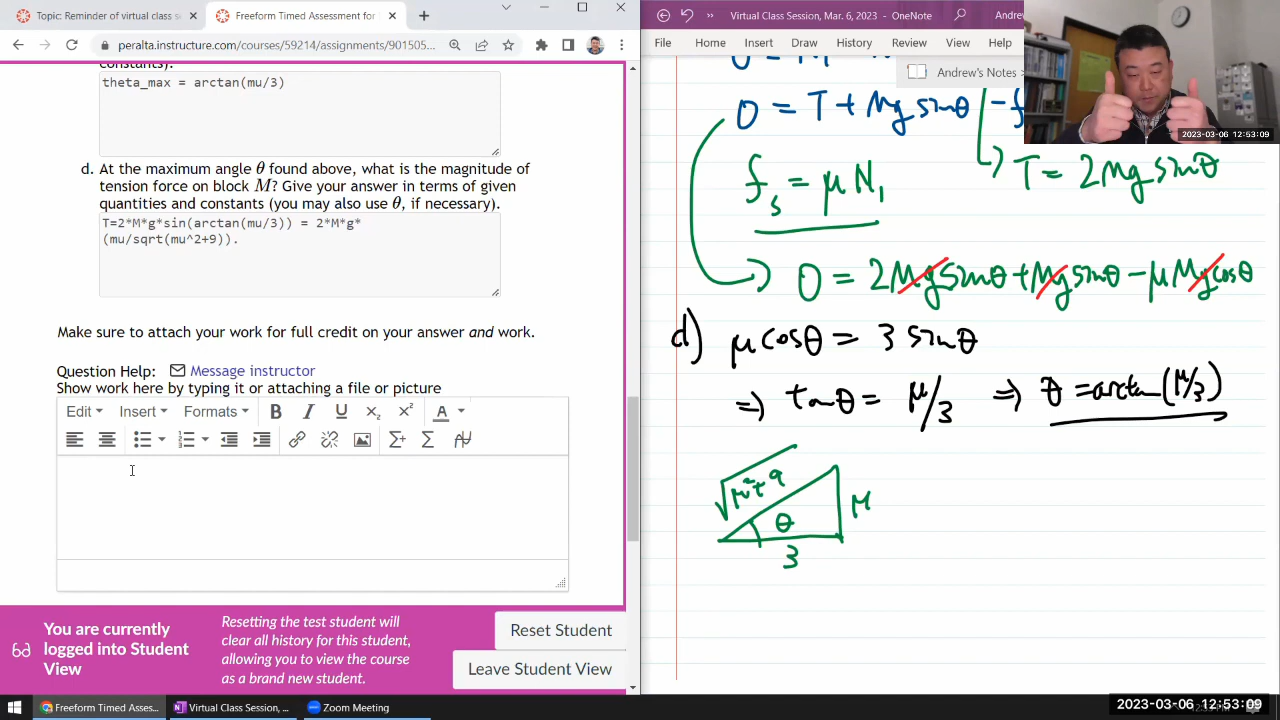 Topic: Reminder of virtual class s
Freeform Timed Assessment for
peralta.instructure.com/courses/59214/assignments/901505...
Constants).
theta_max = arctan(mu/3)
d. At the maximum angle θ found above, what is the magnitude of
tension force on block M? Give your answer in terms of given
quantities and constants (you may also use θ, if necessary).
T=2*M*g*sin(arctan(mu/3)) = 2*M*g*
(mu/sqrt(mu^2+9)).
Make sure to attach your work for full credit on your answer and work.
Question Help: Message instructor
Show work here by typing it or attaching a file or picture
Edit Insert Formats B I U X₂ X² A
You are currently
logged into Student
View
Resetting the test student will
clear all history for this student,
allowing you to view the course
as a brand new student.
Reset Student
Leave Student View
Virtual Class Session, Mar. 6, 2023 - OneNote
Andre
File Home Insert Draw History Review View Help
Andrew's Notes >
0 = T + Mg sinθ - f
T = 2Mg sinθ
fs = μ N₁
0 = 2Mg sinθ + Mg sinθ - μMg cosθ
d) μ cosθ = 3 sinθ
⇒ tanθ = μ/3 ⇒ θ = arctan(μ/3)
√μ²+9
θ
μ
3
2023-03-06 12:53:09
Freeform Timed Asses...
Virtual Class Session, ...
Zoom Meeting
2023-03-06 12:53:09